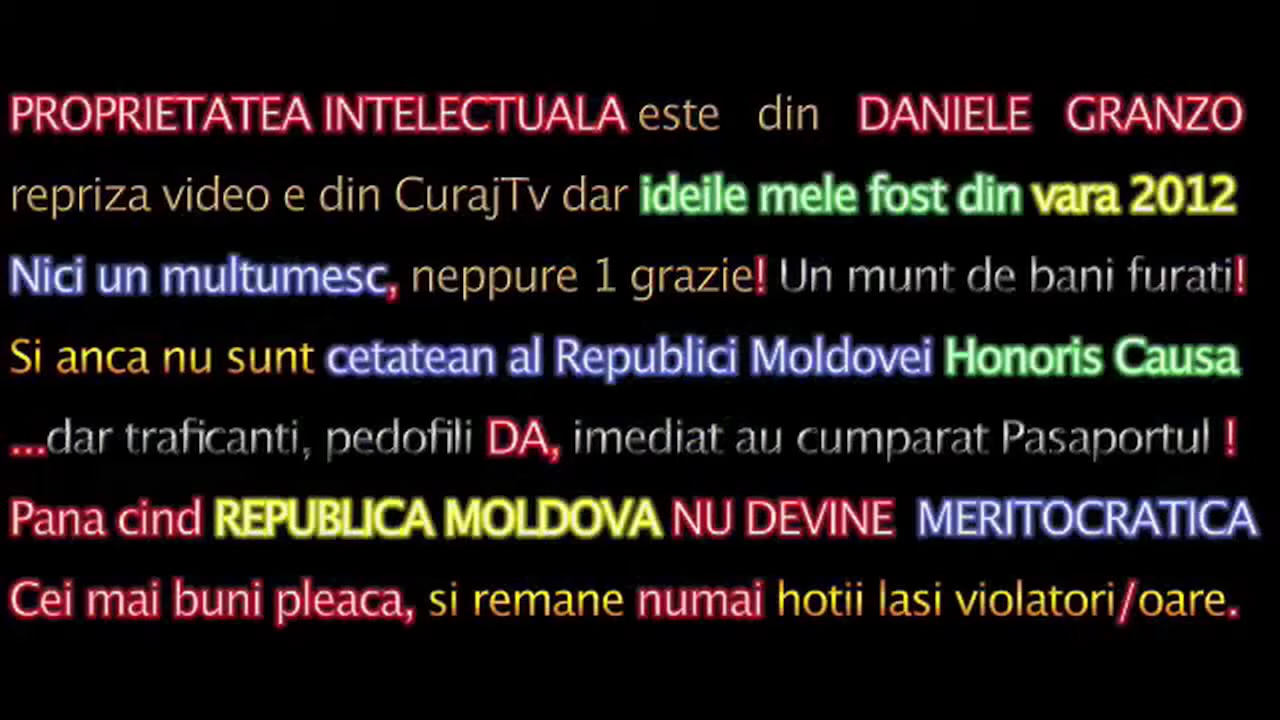 PROPRIETATEA INTELECTUALA este din DANIELE GRANZO
repriza video e din CurajTv dar ideile mele fost din vara 2012
Nici un multumesc, neppure 1 grazie! Un munt de bani furati!
Si anca nu sunt cetatean al Republici Moldovei Honoris Causa
...dar traficanti, pedofili DA, imediat au cumparat Pasaportul !
Pana cind REPUBLICA MOLDOVA NU DEVINE MERITOCRATICA
Cei mai buni pleaca, si remane numai hotii lasi violatori/oare.